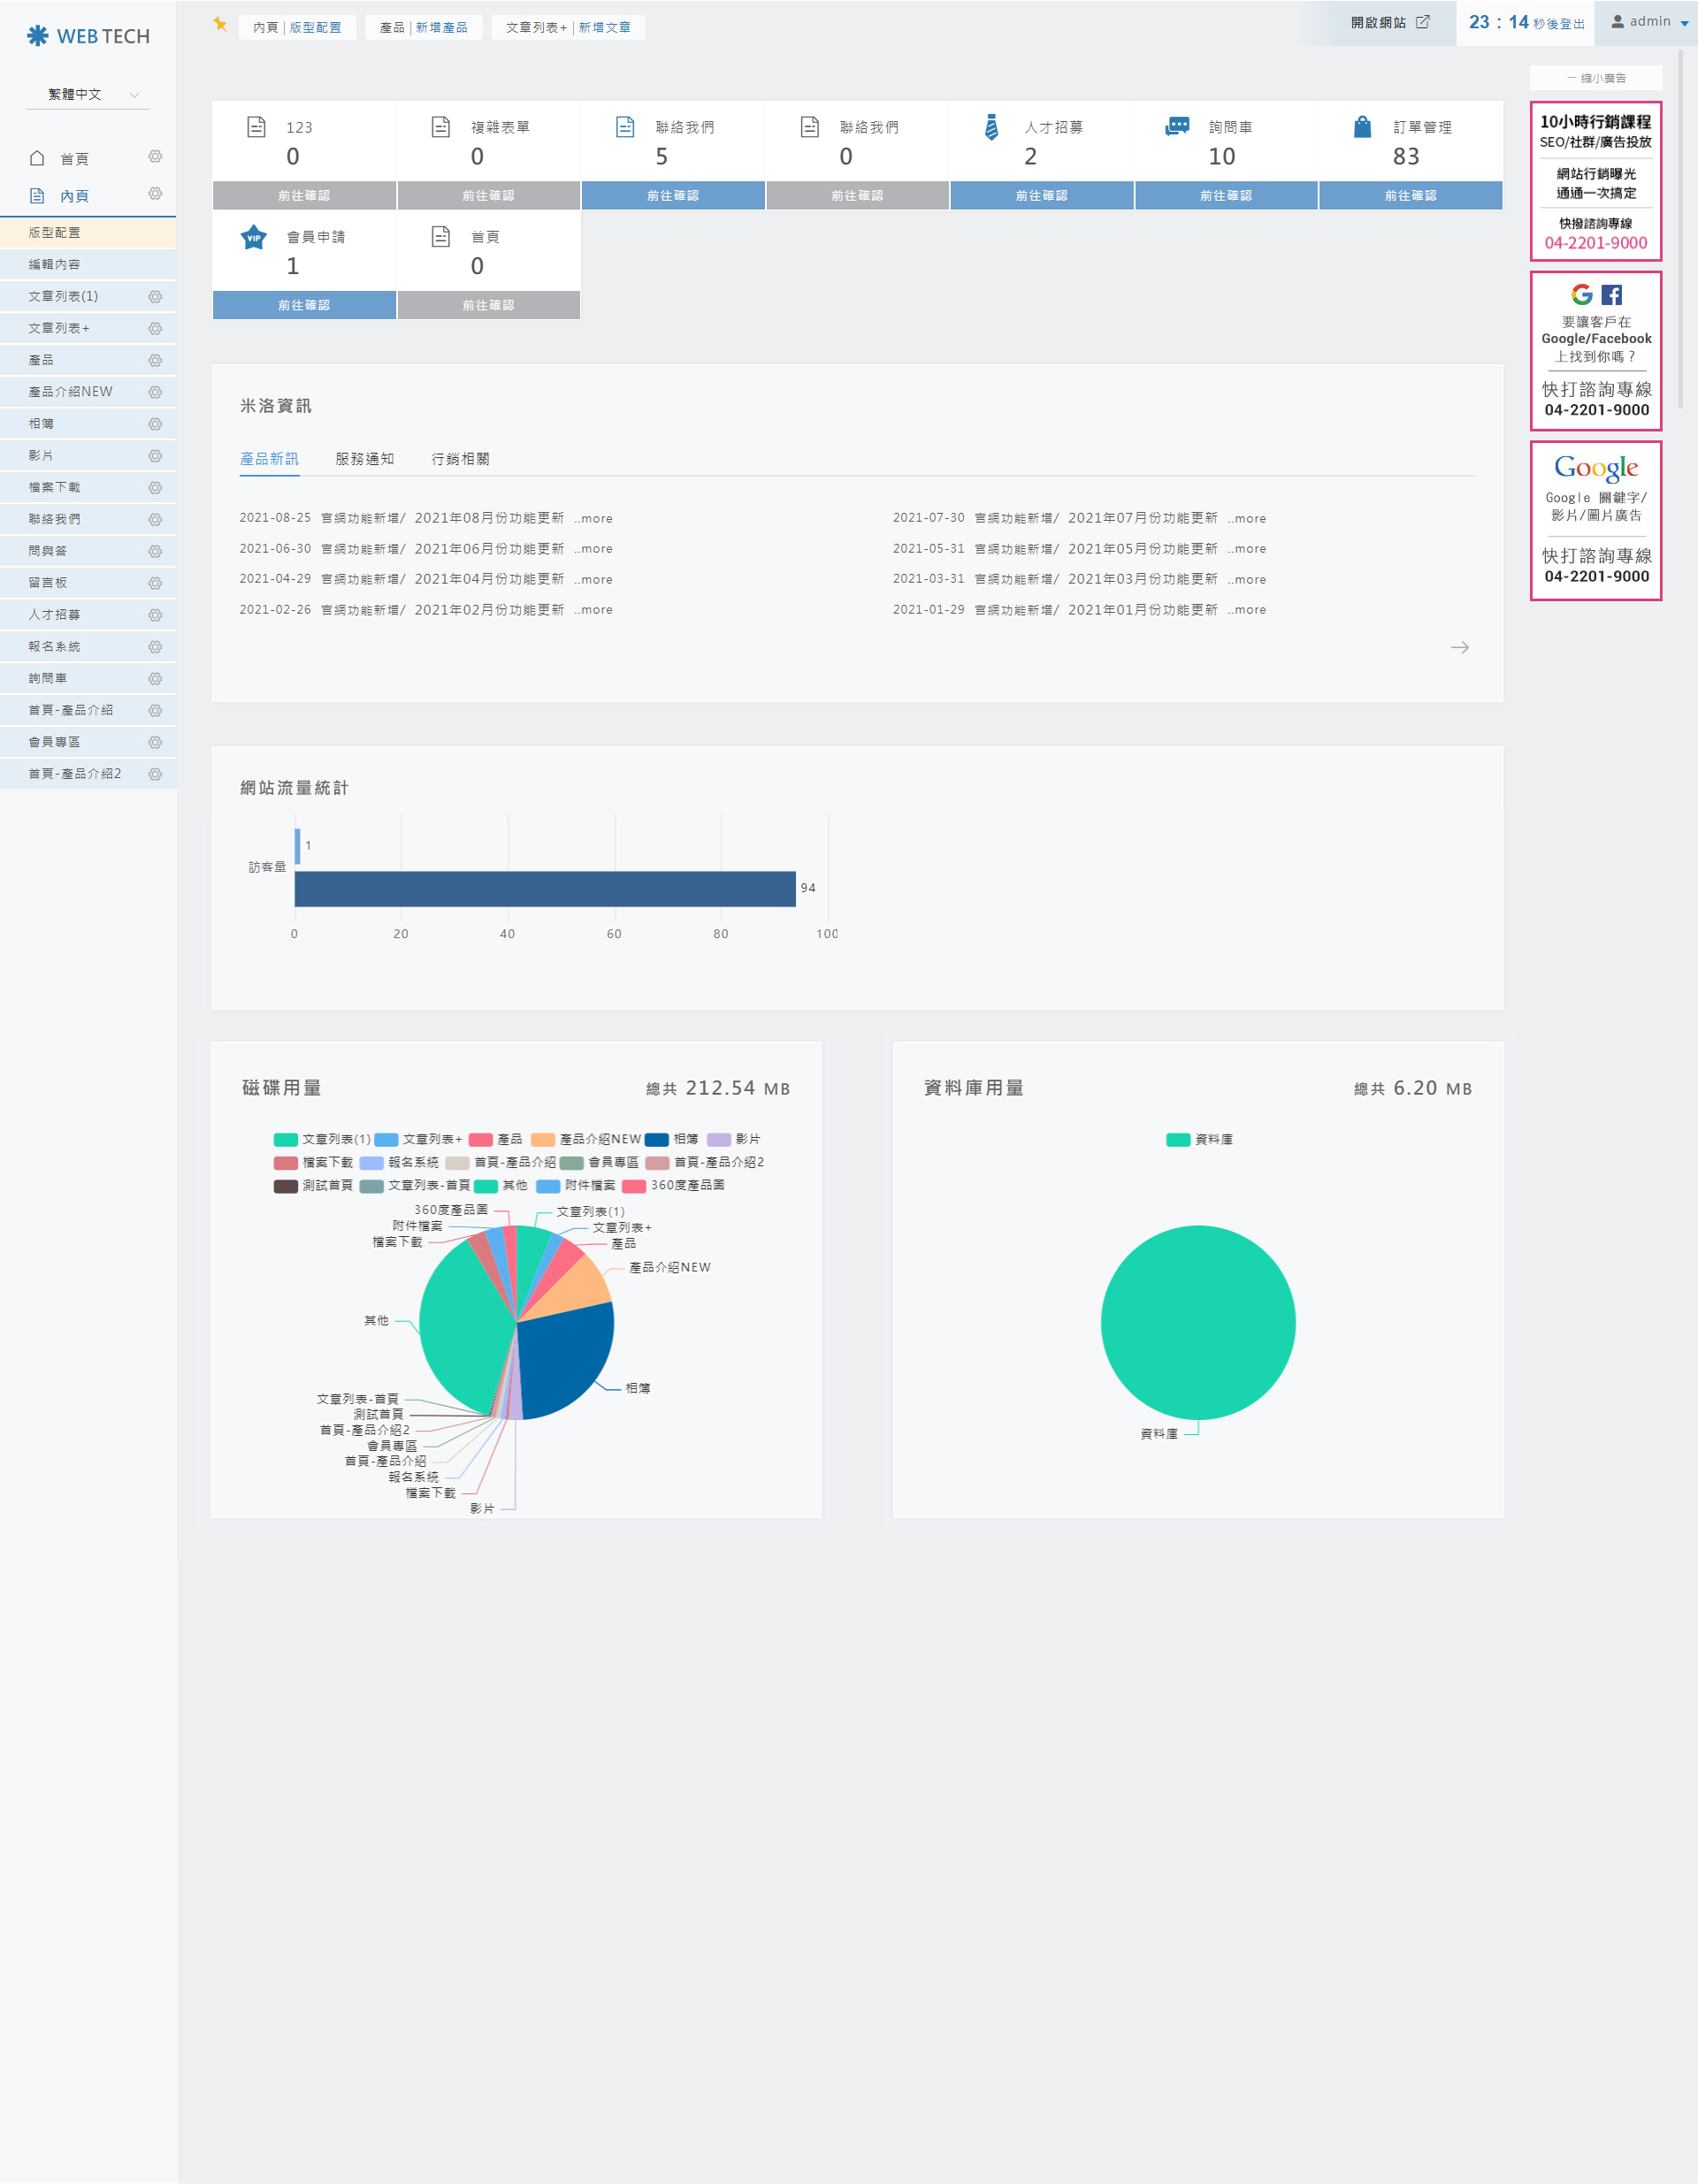 WEB TECH
內頁 | 版型配置
產品 | 新增產品
文章列表+ | 新增文章
開啟網站
23 : 14 秒後登出
admin
繁體中文
首頁
內頁
版型配置
編輯內容
文章列表(1)
文章列表+
產品
產品介紹NEW
相簿
影片
檔案下載
聯絡我們
問與答
留言板
人才招募
報名系統
詢問車
首頁-產品介紹
會員專區
首頁-產品介紹2
123
0
前往確認
複雜表單
0
前往確認
聯絡我們
5
前往確認
聯絡我們
0
前往確認
人才招募
2
前往確認
詢問車
10
前往確認
訂單管理
83
前往確認
VIP
會員申請
1
前往確認
首頁
0
前往確認
一 縮小廣告
10小時行銷課程
SEO/社群/廣告投放
網站行銷曝光
通通一次搞定
快撥諮詢專線
04-2201-9000
要讓客戶在
Google/Facebook
上找到你嗎？
快打諮詢專線
04-2201-9000
Google
Google 關鍵字/
影片/圖片廣告
快打諮詢專線
04-2201-9000
米洛資訊
產品新訊 服務通知 行銷相關
2021-08-25 官網功能新增/ 2021年08月份功能更新 ..more
2021-07-30 官網功能新增/ 2021年07月份功能更新 ..more
2021-06-30 官網功能新增/ 2021年06月份功能更新 ..more
2021-05-31 官網功能新增/ 2021年05月份功能更新 ..more
2021-04-29 官網功能新增/ 2021年04月份功能更新 ..more
2021-03-31 官網功能新增/ 2021年03月份功能更新 ..more
2021-02-26 官網功能新增/ 2021年02月份功能更新 ..more
2021-01-29 官網功能新增/ 2021年01月份功能更新 ..more
網站流量統計
1
訪客量
94
0 20 40 60 80 100
磁碟用量
總共 212.54 MB
文章列表(1) 文章列表+ 產品 產品介紹NEW 相簿 影片
檔案下載 報名系統 首頁-產品介紹 會員專區 首頁-產品介紹2
測試首頁 文章列表-首頁 其他 附件檔案 360度產品圖
360度產品圖
文章列表(1)
附件檔案
文章列表+
檔案下載
產品
產品介紹NEW
其他
相簿
文章列表-首頁
測試首頁
首頁-產品介紹2
會員專區
首頁-產品介紹
報名系統
檔案下載
影片
資料庫用量
總共 6.20 MB
資料庫
資料庫